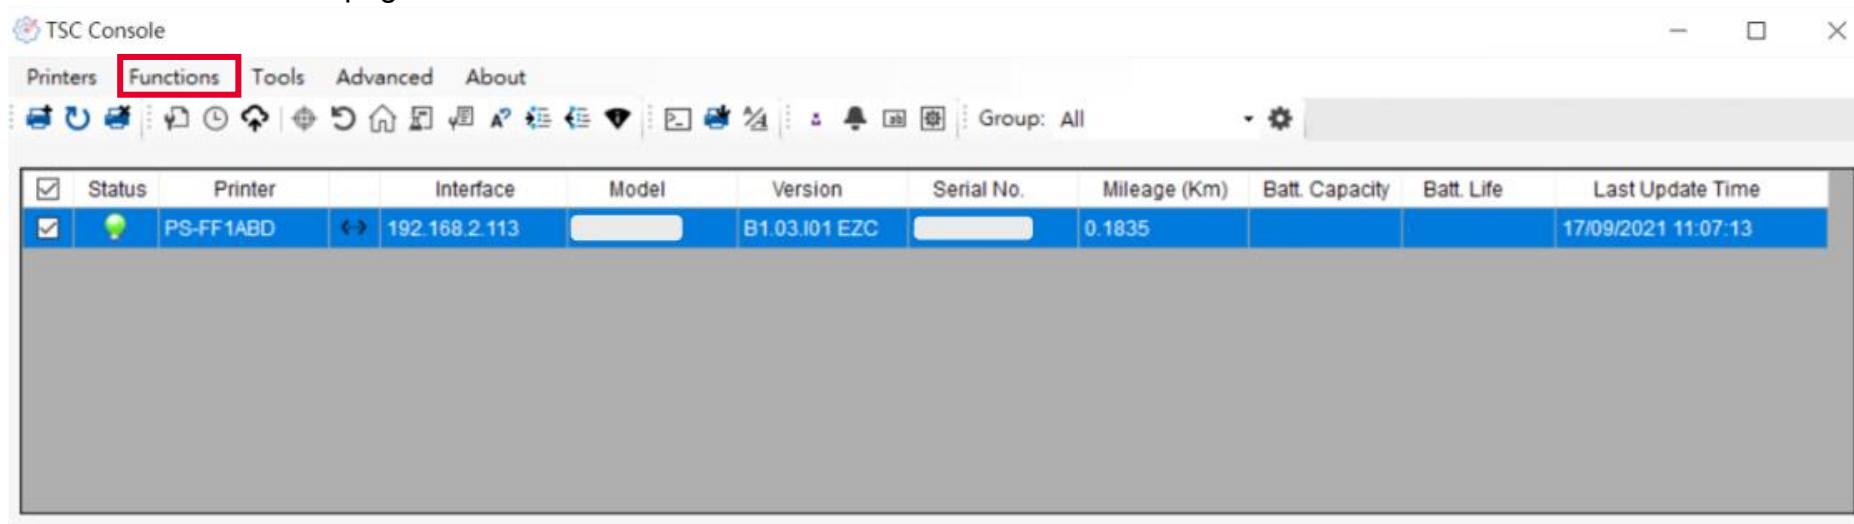 TSC Console
Printers Functions Tools Advanced About
Group: All
Status Printer Interface Model Version Serial No. Mileage (Km) Batt. Capacity Batt. Life Last Update Time
PS-FF1ABD 192.168.2.113 B1.03.I01 EZC 0.1835 17/09/2021 11:07:13